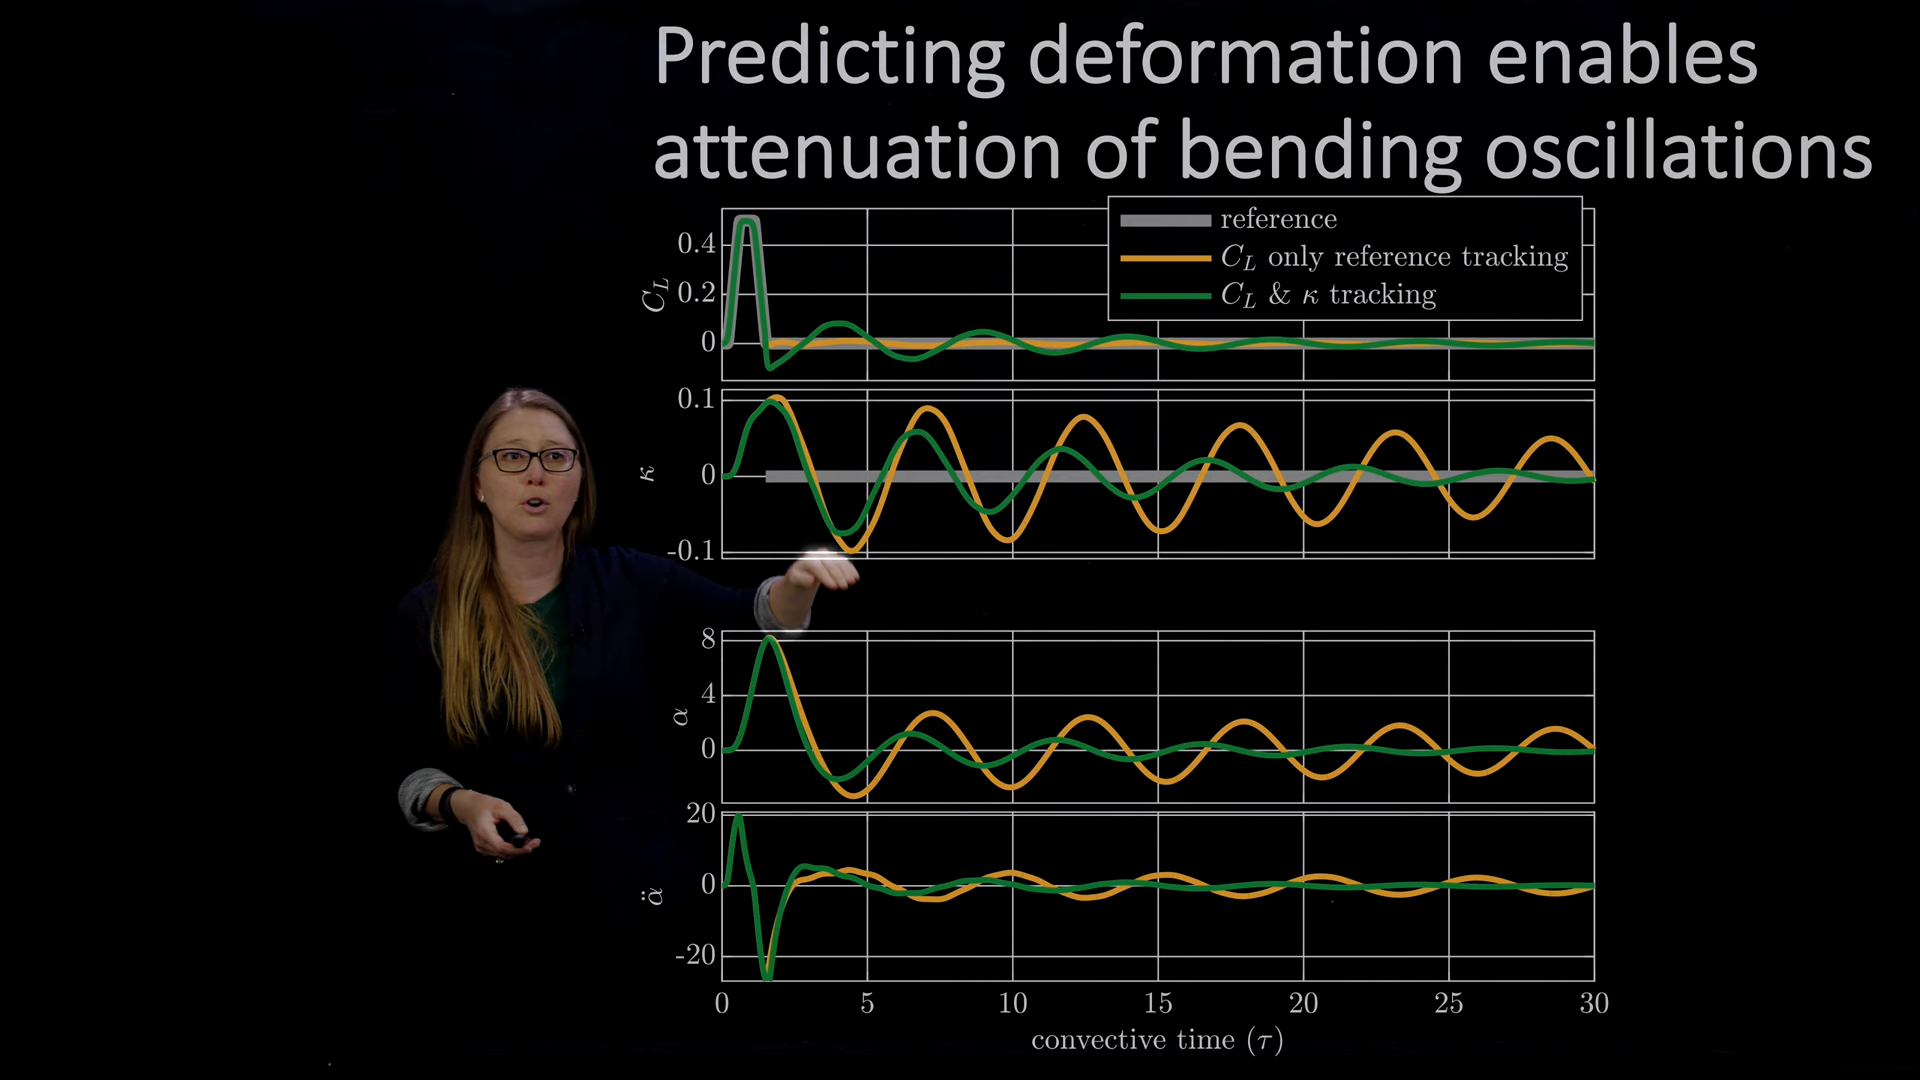 Predicting deformation enables
attenuation of bending oscillations
reference
C_L only reference tracking
C_L & κ tracking
C_L
0.4
0.2
0
κ
0.1
0
-0.1
α
8
4
0
α̈
20
0
-20
0 5 10 15 20 25 30
convective time (τ)